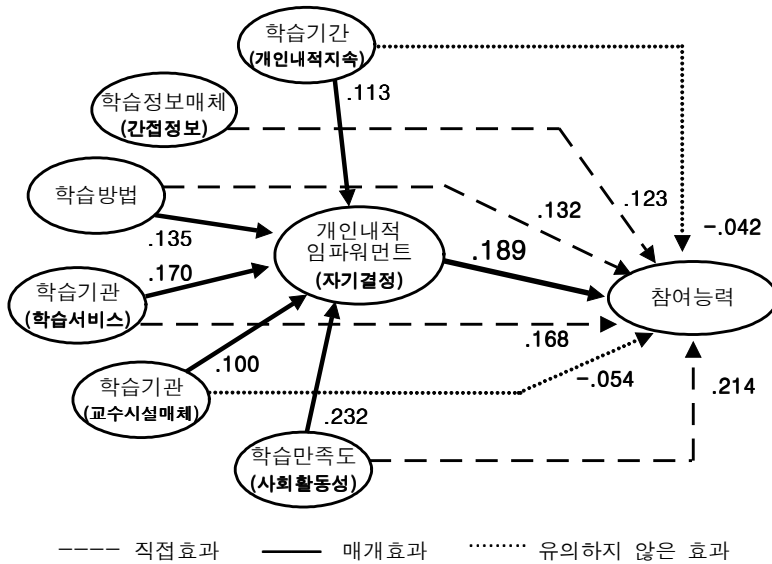 학습기간
(개인내적지속)
.113
학습정보매체
(간접정보)
학습방법
.135
.132
.123
-.042
개인내적
임파워먼트
(자기결정)
.189
.170
학습기관
(학습서비스)
참여능력
.168
.100
-.054
.214
학습기관
(교수시설매체)
.232
학습만족도
(사회활동성)
직접효과
매개효과
유의하지 않은 효과